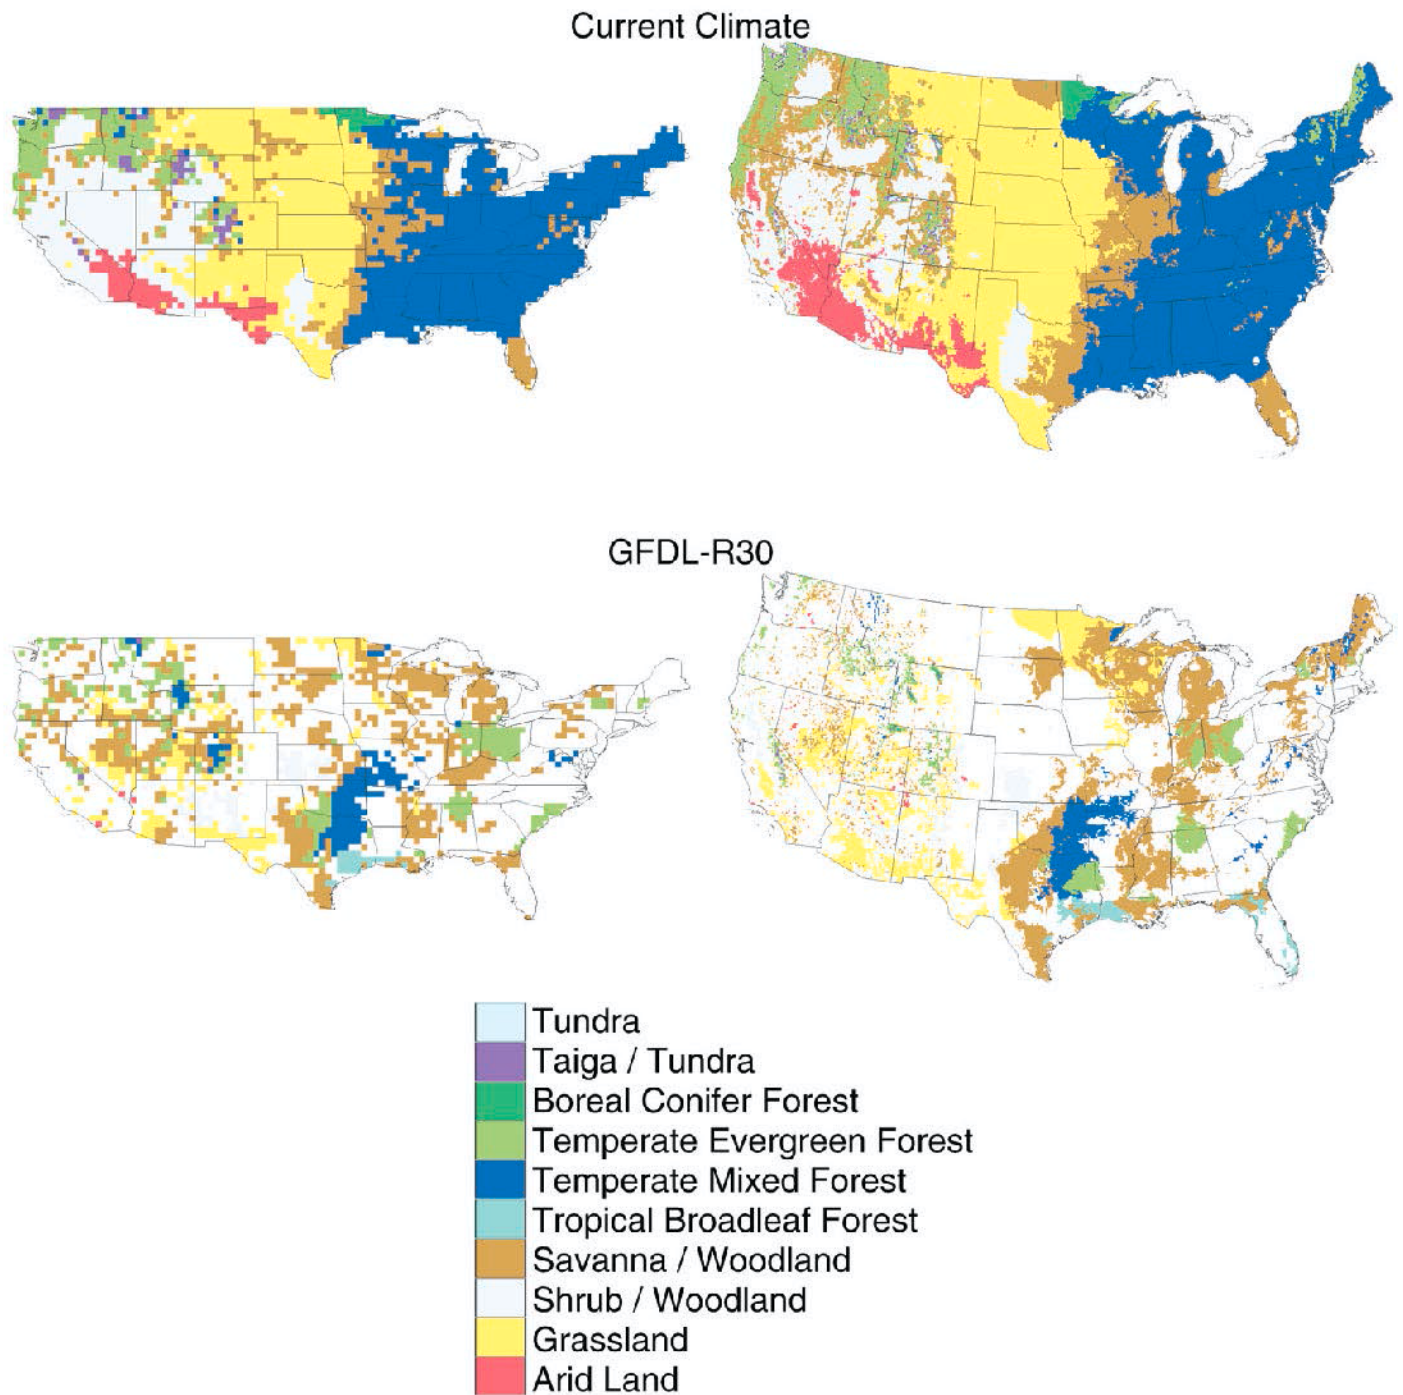 Current Climate
GFDL-R30
Tundra
Taiga / Tundra
Boreal Conifer Forest
Temperate Evergreen Forest
Temperate Mixed Forest
Tropical Broadleaf Forest
Savanna / Woodland
Shrub / Woodland
Grassland
Arid Land